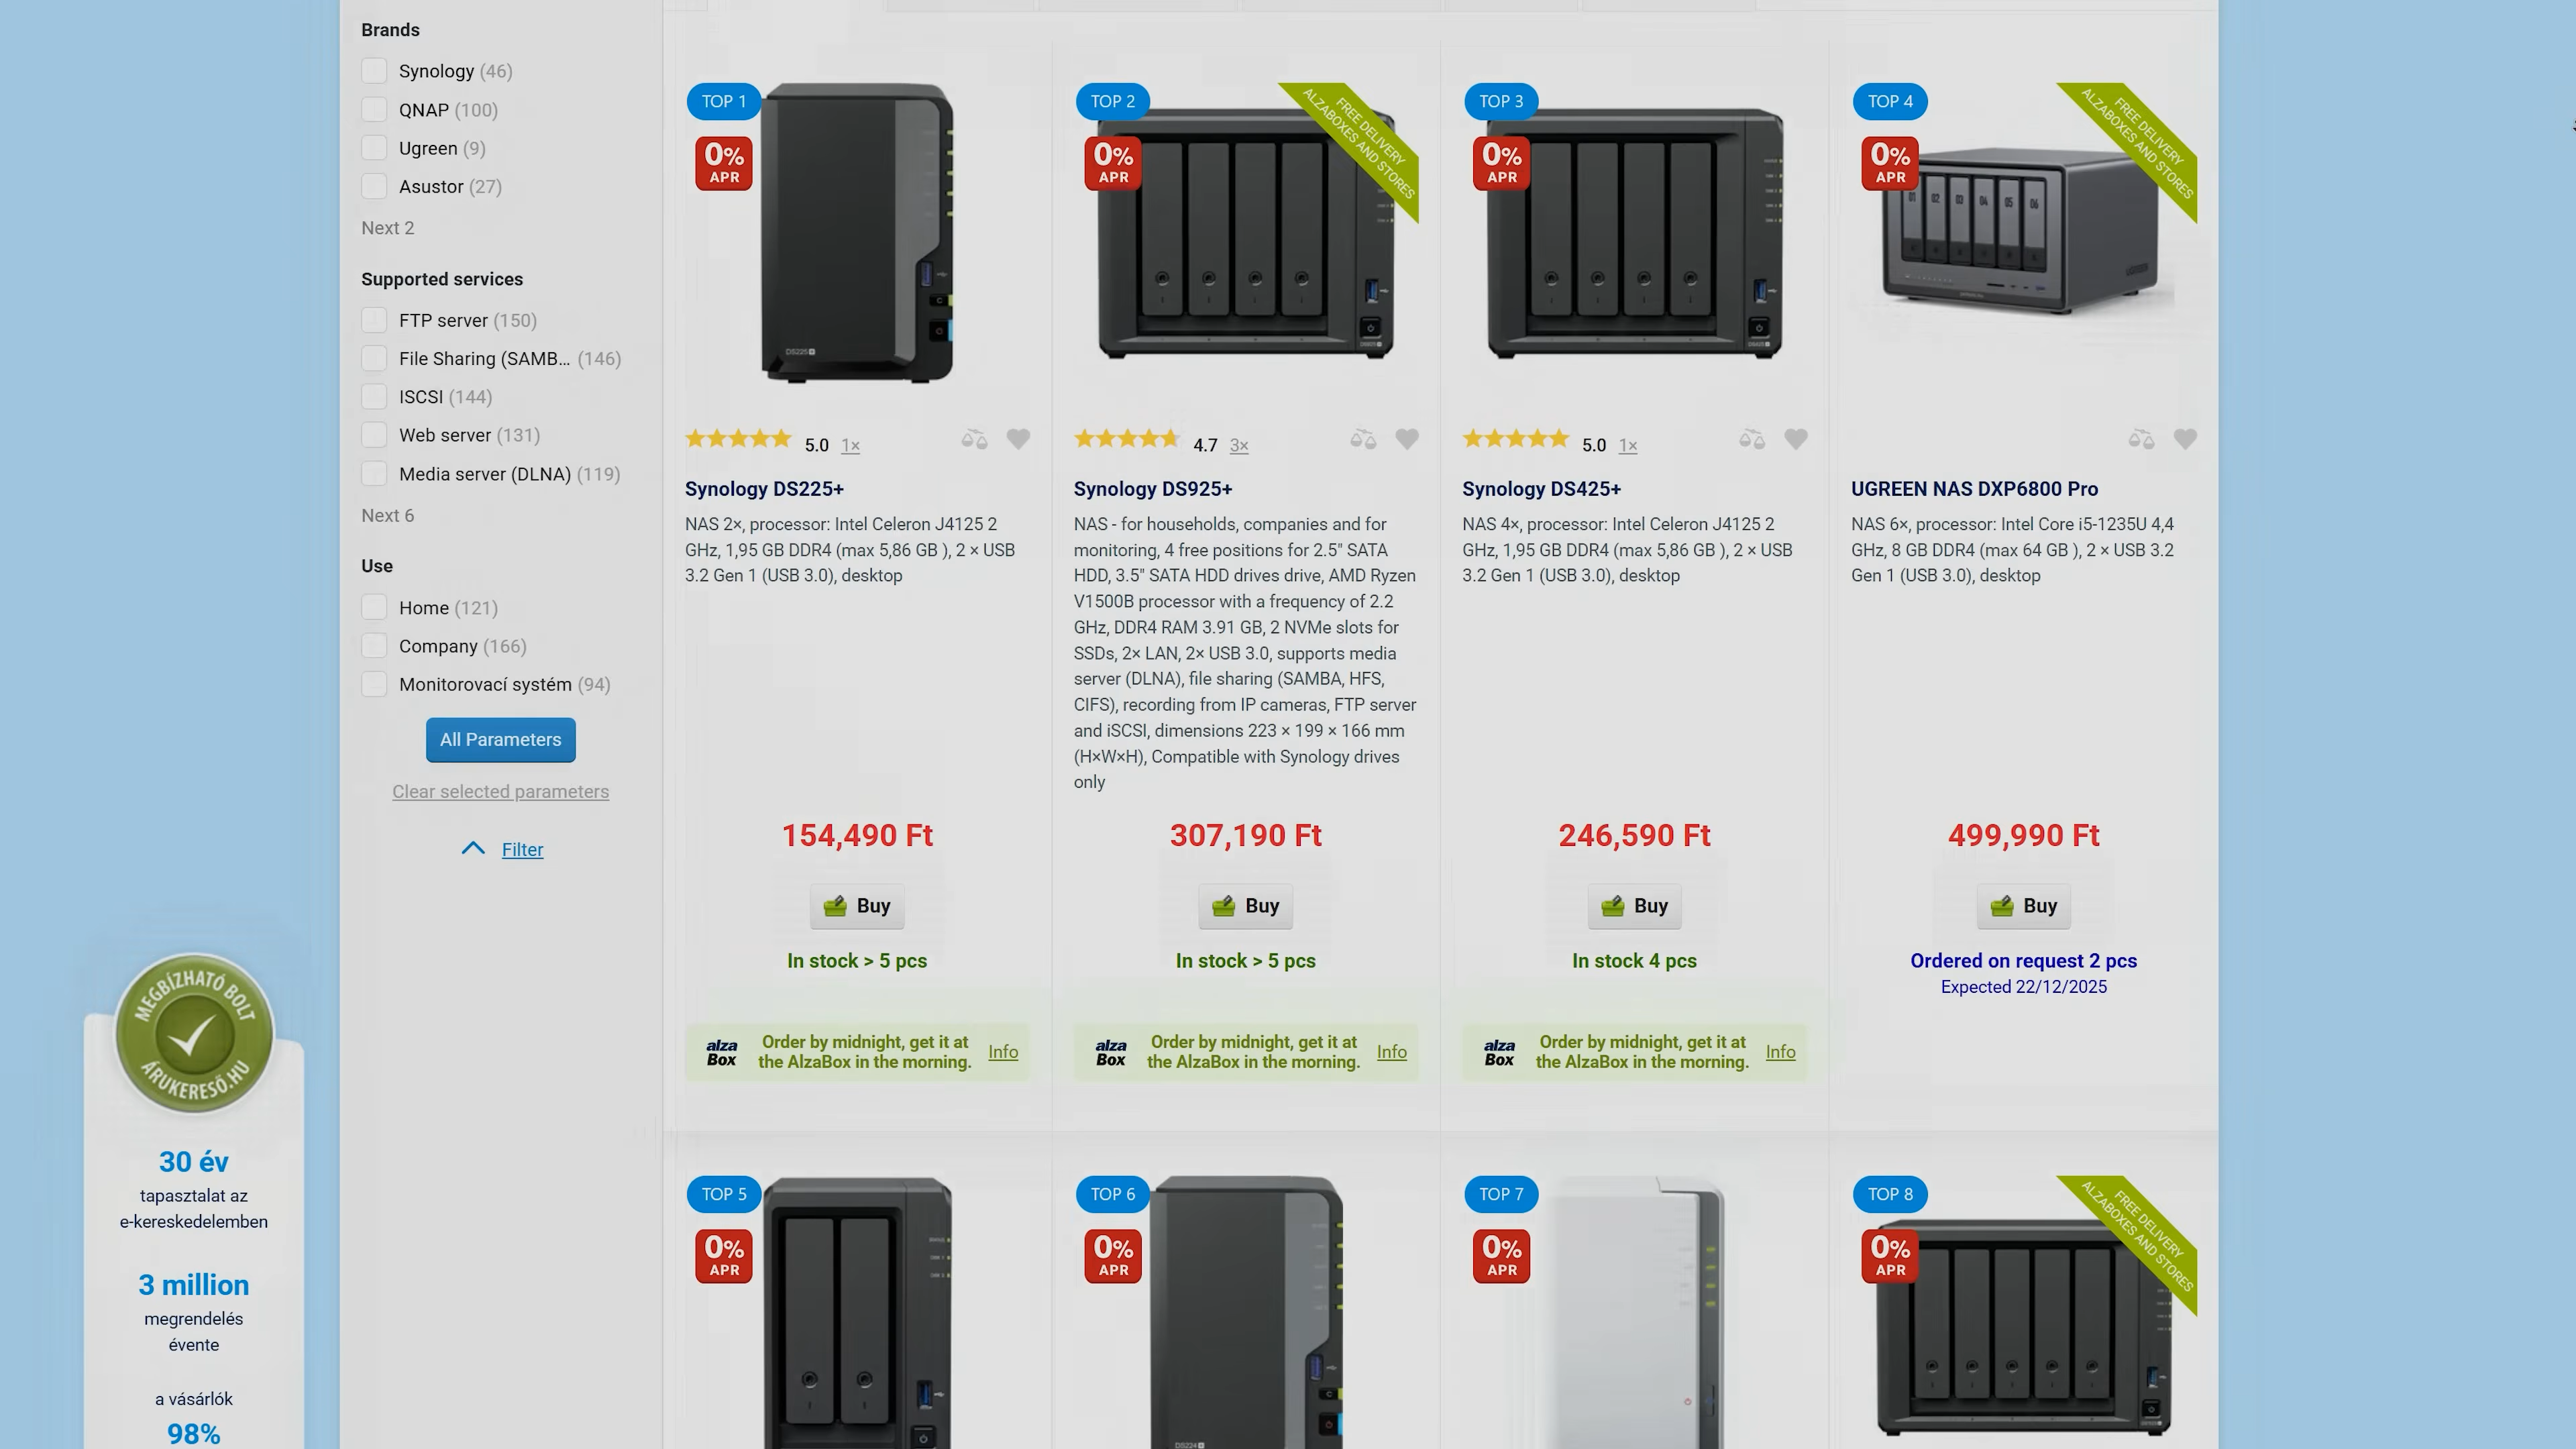 Brands
Synology (46)
QNAP (100)
Ugreen (9)
Asustor (27)
Next 2
Supported services
FTP server (150)
File Sharing (SAMB... (146)
ISCSI (144)
Web server (131)
Media server (DLNA) (119)
Next 6
Use
Home (121)
Company (166)
Monitorovací systém (94)
All Parameters
Clear selected parameters
Filter
MEGBÍZHATÓ BOLT
ÁRUKERESŐ.HU
30 év
tapasztalat az
e-kereskedelemben
3 million
megrendelés
évente
a vásárlók
98%
TOP 1
0%
APR
DS225+
5.0 1×
Synology DS225+
NAS 2×, processor: Intel Celeron J4125 2
GHz, 1,95 GB DDR4 (max 5,86 GB ), 2 × USB
3.2 Gen 1 (USB 3.0), desktop
154,490 Ft
Buy
In stock > 5 pcs
alza
Box
Order by midnight, get it at
the AlzaBox in the morning.
Info
TOP 2
0%
APR
FREE DELIVERY
ALZABOXES AND STORES
4.7 3×
Synology DS925+
NAS - for households, companies and for
monitoring, 4 free positions for 2.5" SATA
HDD, 3.5" SATA HDD drives drive, AMD Ryzen
V1500B processor with a frequency of 2.2
GHz, DDR4 RAM 3.91 GB, 2 NVMe slots for
SSDs, 2× LAN, 2× USB 3.0, supports media
server (DLNA), file sharing (SAMBA, HFS,
CIFS), recording from IP cameras, FTP server
and iSCSI, dimensions 223 × 199 × 166 mm
(H×W×H), Compatible with Synology drives
only
307,190 Ft
Buy
In stock > 5 pcs
alza
Box
Order by midnight, get it at
the AlzaBox in the morning.
Info
TOP 3
0%
APR
5.0 1×
Synology DS425+
NAS 4×, processor: Intel Celeron J4125 2
GHz, 1,95 GB DDR4 (max 5,86 GB ), 2 × USB
3.2 Gen 1 (USB 3.0), desktop
246,590 Ft
Buy
In stock 4 pcs
alza
Box
Order by midnight, get it at
the AlzaBox in the morning.
Info
TOP 4
0%
APR
FREE DELIVERY
ALZABOXES AND STORES
01 02 03 04 05 06
UGREEN NAS DXP6800 Pro
NAS 6×, processor: Intel Core i5-1235U 4,4
GHz, 8 GB DDR4 (max 64 GB ), 2 × USB 3.2
Gen 1 (USB 3.0), desktop
499,990 Ft
Buy
Ordered on request 2 pcs
Expected 22/12/2025
TOP 5
0%
APR
TOP 6
0%
APR
DS224+
TOP 7
0%
APR
TOP 8
0%
APR
FREE DELIVERY
ALZABOXES AND STORES